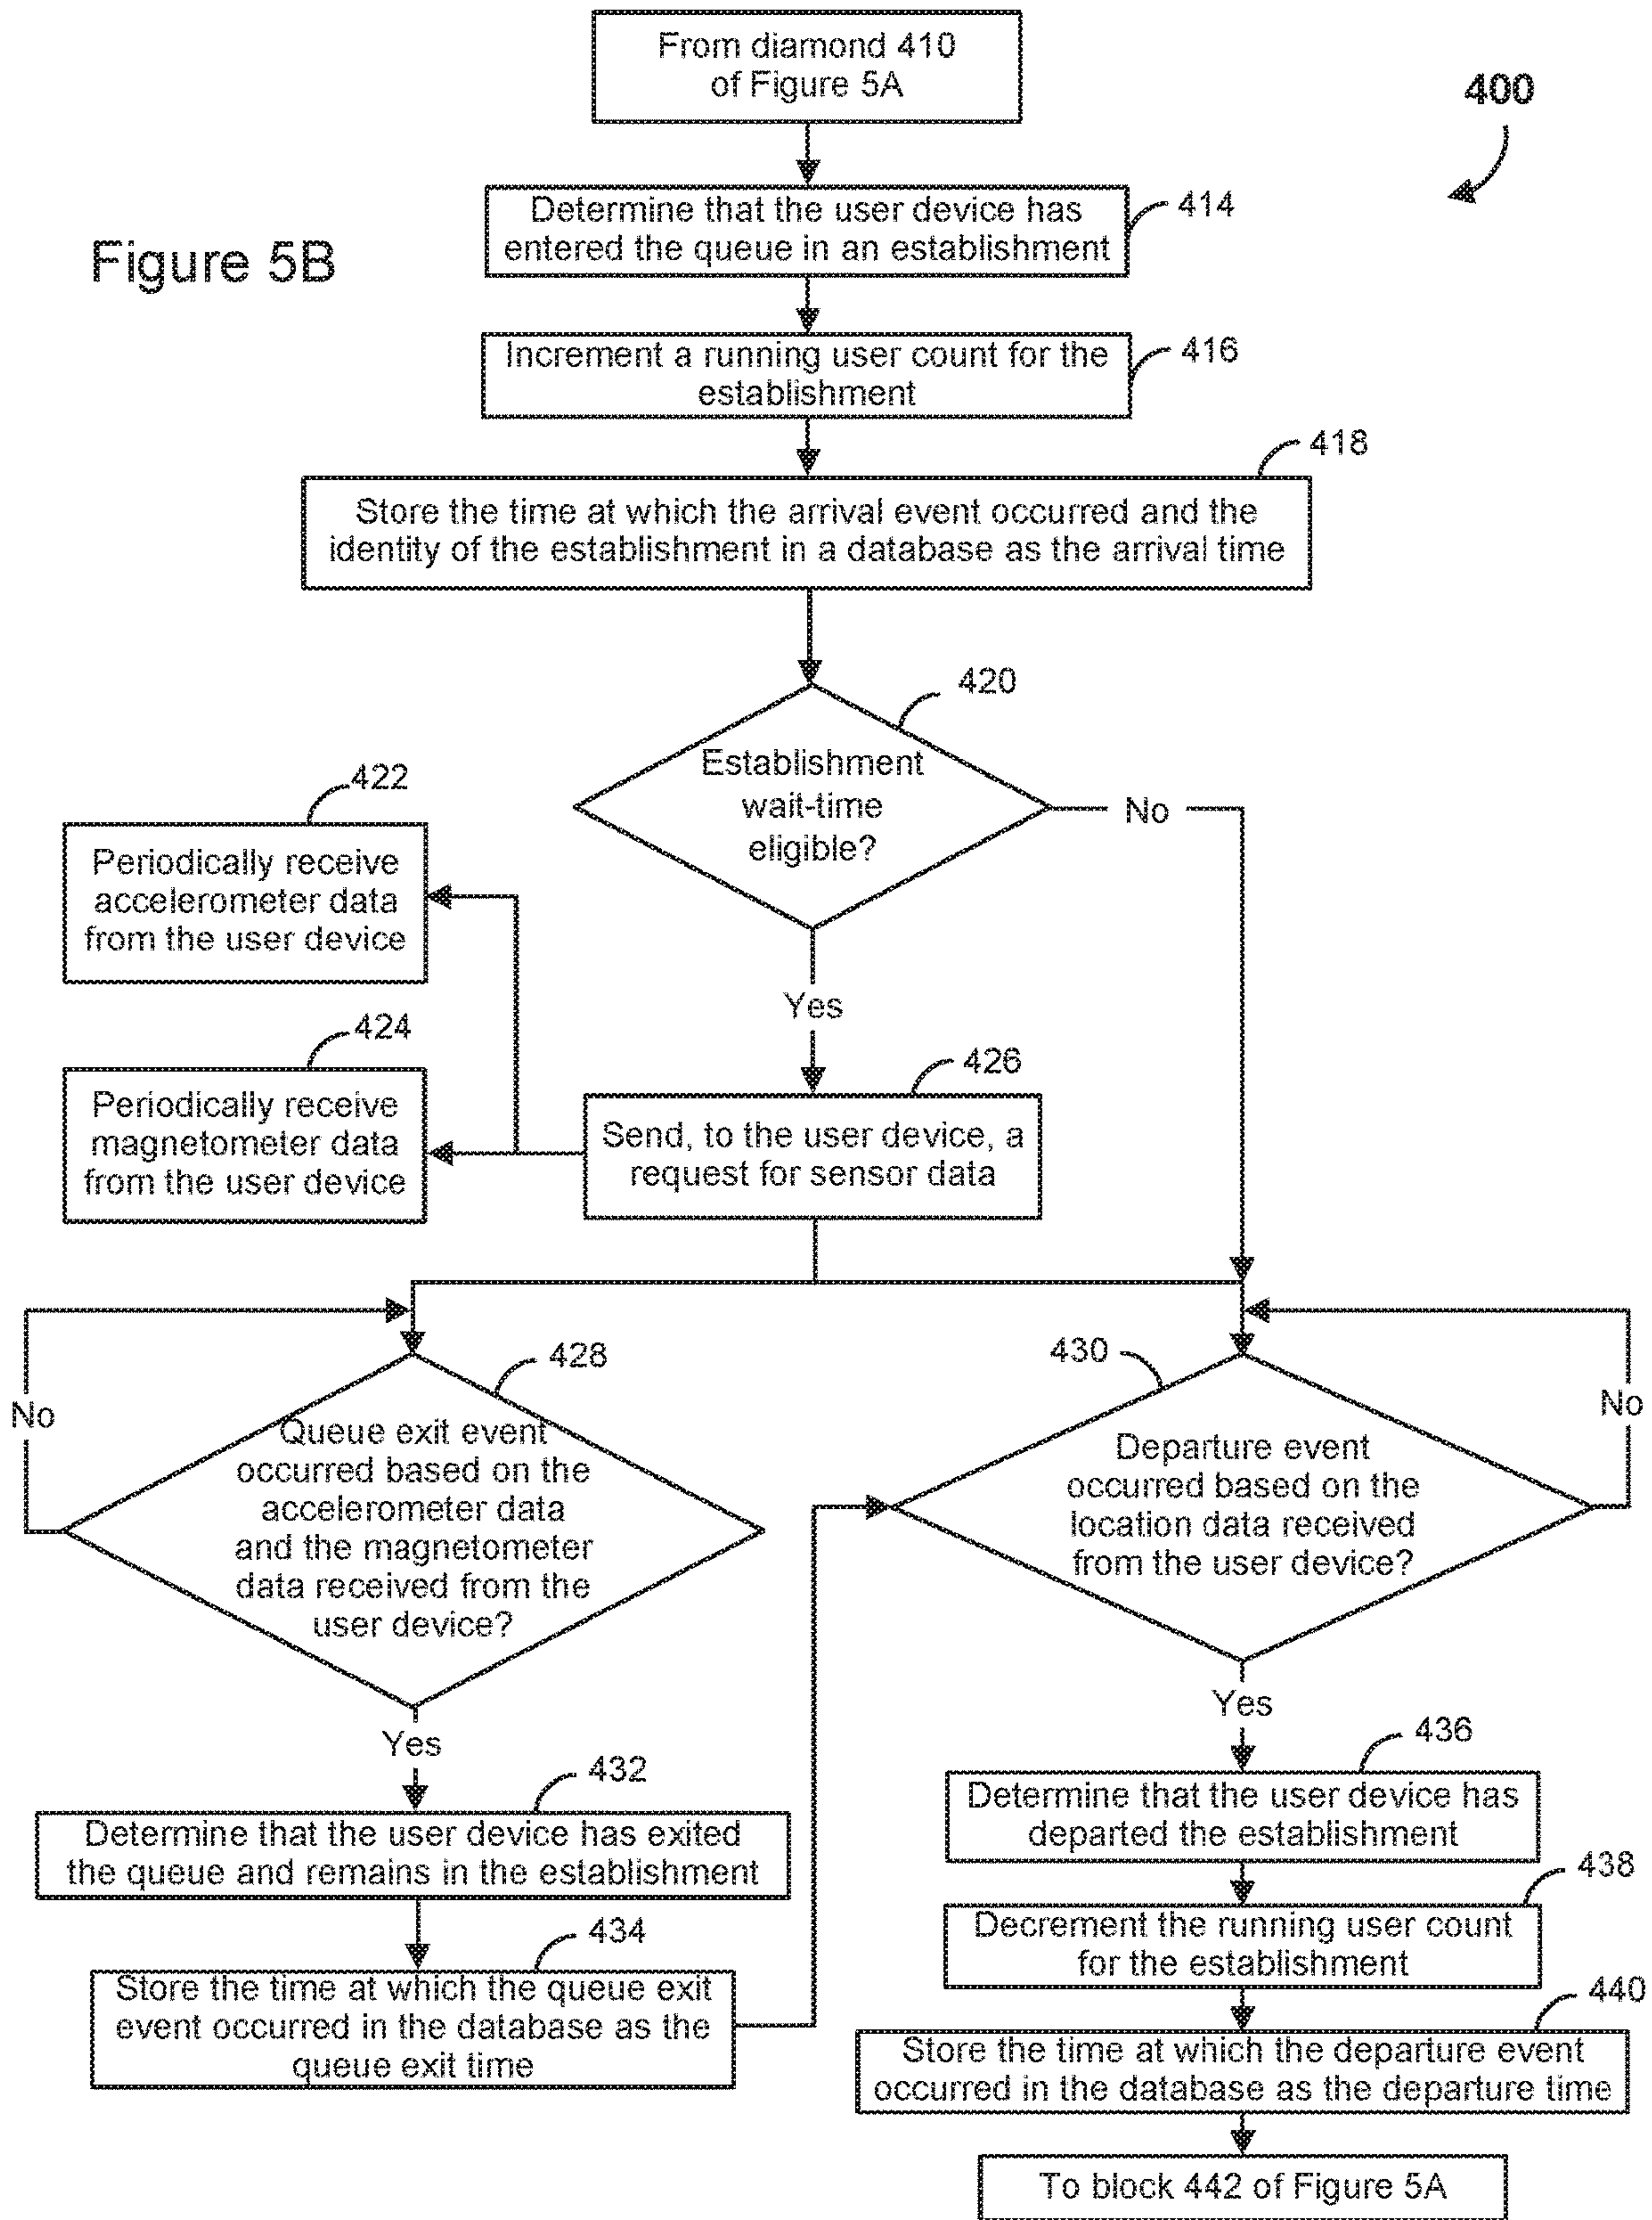 From diamond 410
of Figure 5A
400
Figure 5B
Determine that the user device has
entered the queue in an establishment
414
Increment a running user count for the
establishment
416
418
Store the time at which the arrival event occurred and the
identity of the establishment in a database as the arrival time
420
Establishment
wait-time
eligible?
No
422
Periodically receive
accelerometer data
from the user device
Yes
424
Periodically receive
magnetometer data
from the user device
426
Send, to the user device, a
request for sensor data
428
No
Queue exit event
occurred based on the
accelerometer data
and the magnetometer
data received from the
user device?
430
No
Departure event
occurred based on the
location data received
from the user device?
Yes
432
Determine that the user device has exited
the queue and remains in the establishment
434
Store the time at which the queue exit
event occurred in the database as the
queue exit time
Yes
436
Determine that the user device has
departed the establishment
438
Decrement the running user count
for the establishment
440
Store the time at which the departure event
occurred in the database as the departure time
To block 442 of Figure 5A